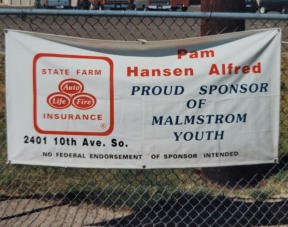 Pam
Hansen Alfred
STATE FARM
Auto
Life Fire
INSURANCE
®
2401 10th Ave. So.
PROUD SPONSOR
OF
MALMSTROM
YOUTH
NO FEDERAL ENDORSEMENT OF SPONSOR INTENDED